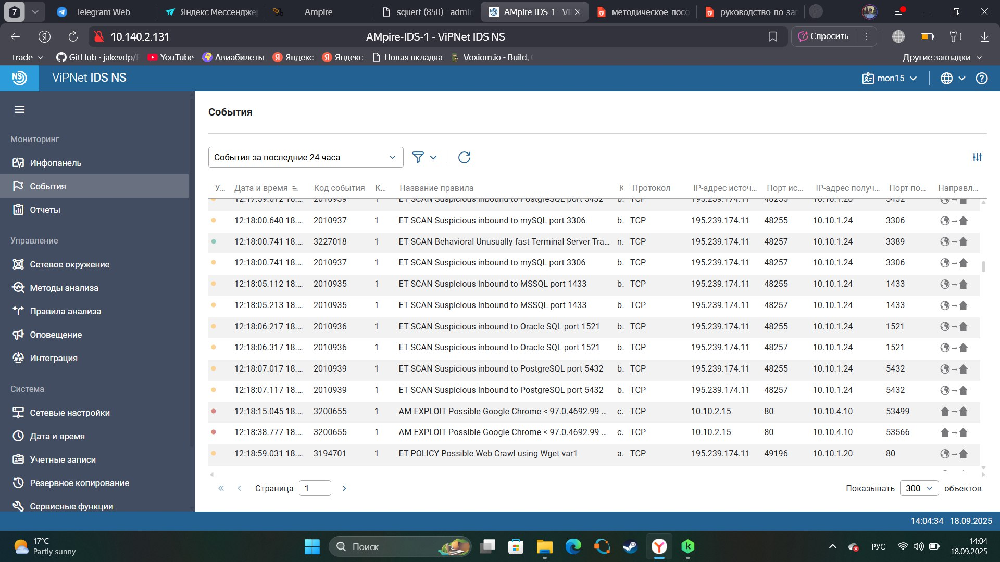 7
Telegram Web
Яндекс Мессендже
Ampire
squert (850) - admin
AMpire-IDS-1 - Vi
методическое-посо
руководство-по-за
10.140.2.131
AMpire-IDS-1 - ViPNet IDS NS
Спросить
trade
GitHub - jakevdp/
YouTube
Авиабилеты
Яндекс
Яндекс
Новая вкладка
Voxiom.io - Build,
Другие закладки
NS
ViPNet IDS NS
mon15
Мониторинг
Инфопанель
События
Отчеты
Управление
Сетевое окружение
Методы анализа
Правила анализа
Оповещение
Интеграция
Система
Сетевые настройки
Дата и время
Учетные записи
Резервное копирование
Сервисные функции
События
События за последние 24 часа
У... Дата и время Код события К... Название правила К Протокол IP-адрес источ... Порт ис... IP-адрес получ... Порт по... Направл...
12:17:59.612 18.... 2010939 1 ET SCAN Suspicious inbound to PostgreSQL port 5432 b. TCP 195.239.174.11 48255 10.10.1.20 5432
12:18:00.640 18.... 2010937 1 ET SCAN Suspicious inbound to mySQL port 3306 b. TCP 195.239.174.11 48255 10.10.1.24 3306
12:18:00.741 18.... 3227018 1 ET SCAN Behavioral Unusually fast Terminal Server Tra... n. TCP 195.239.174.11 48257 10.10.1.24 3389
12:18:00.741 18.... 2010937 1 ET SCAN Suspicious inbound to mySQL port 3306 b. TCP 195.239.174.11 48257 10.10.1.24 3306
12:18:05.112 18.... 2010935 1 ET SCAN Suspicious inbound to MSSQL port 1433 b. TCP 195.239.174.11 48255 10.10.1.24 1433
12:18:05.213 18.... 2010935 1 ET SCAN Suspicious inbound to MSSQL port 1433 b. TCP 195.239.174.11 48257 10.10.1.24 1433
12:18:06.217 18.... 2010936 1 ET SCAN Suspicious inbound to Oracle SQL port 1521 b. TCP 195.239.174.11 48255 10.10.1.24 1521
12:18:06.317 18.... 2010936 1 ET SCAN Suspicious inbound to Oracle SQL port 1521 b. TCP 195.239.174.11 48257 10.10.1.24 1521
12:18:07.017 18.... 2010939 1 ET SCAN Suspicious inbound to PostgreSQL port 5432 b. TCP 195.239.174.11 48255 10.10.1.24 5432
12:18:07.117 18.... 2010939 1 ET SCAN Suspicious inbound to PostgreSQL port 5432 b. TCP 195.239.174.11 48257 10.10.1.24 5432
12:18:15.045 18.... 3200655 1 AM EXPLOIT Possible Google Chrome < 97.0.4692.99 ... c. TCP 10.10.2.15 80 10.10.4.10 53499
12:18:38.777 18.... 3200655 1 AM EXPLOIT Possible Google Chrome < 97.0.4692.99 ... c. TCP 10.10.2.15 80 10.10.4.10 53566
12:18:59.031 18.... 3194701 1 ET POLICY Possible Web Crawl using Wget var1 a. TCP 195.239.174.11 49196 10.10.1.20 80
Страница 1
Показывать 300 объектов
14:04:34 18.09.2025
17°C
Partly sunny
Поиск
РУС
14:04
18.09.2025